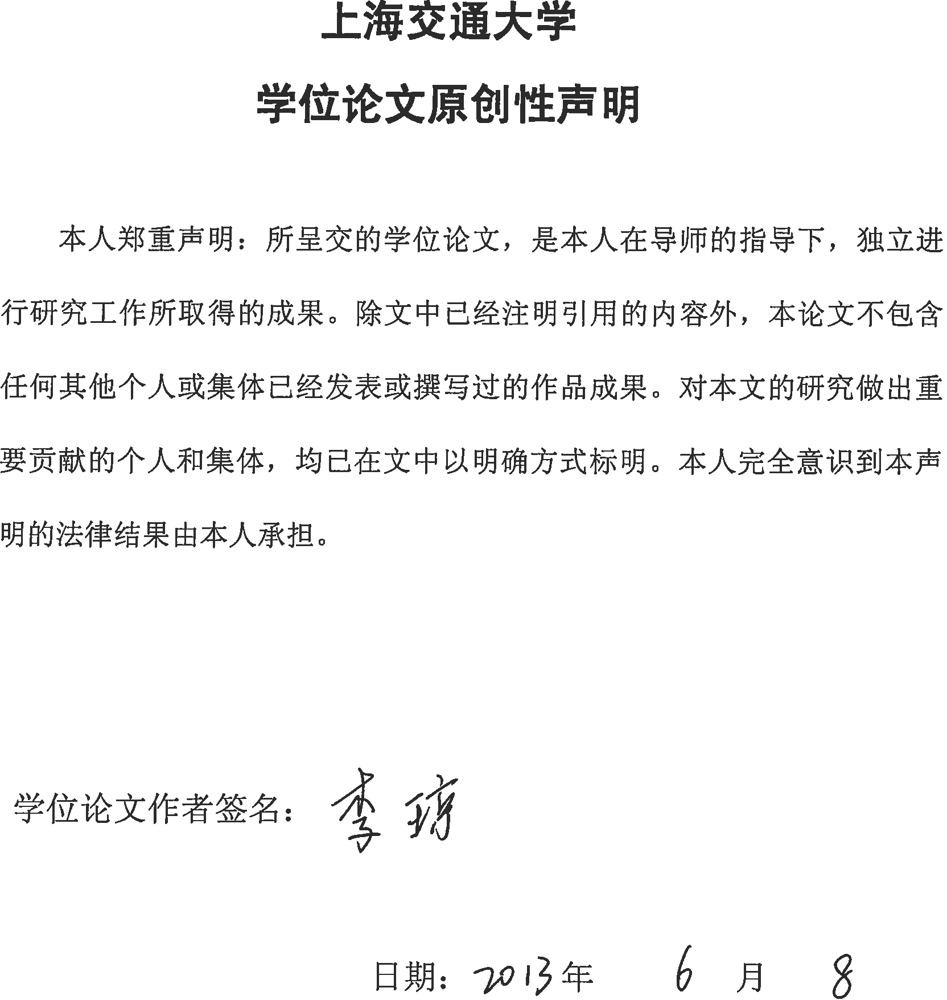 上海交通大学
学位论文原创性声明
本人郑重声明：所呈交的学位论文，是本人在导师的指导下，独立进
行研究工作所取得的成果。除文中已经注明引用的内容外，本论文不包含
任何其他个人或集体已经发表或撰写过的作品成果。对本文的研究做出重
要贡献的个人和集体，均已在文中以明确方式标明。本人完全意识到本声
明的法律结果由本人承担。
学位论文作者签名：李琼
日期：2013年 6 月 8